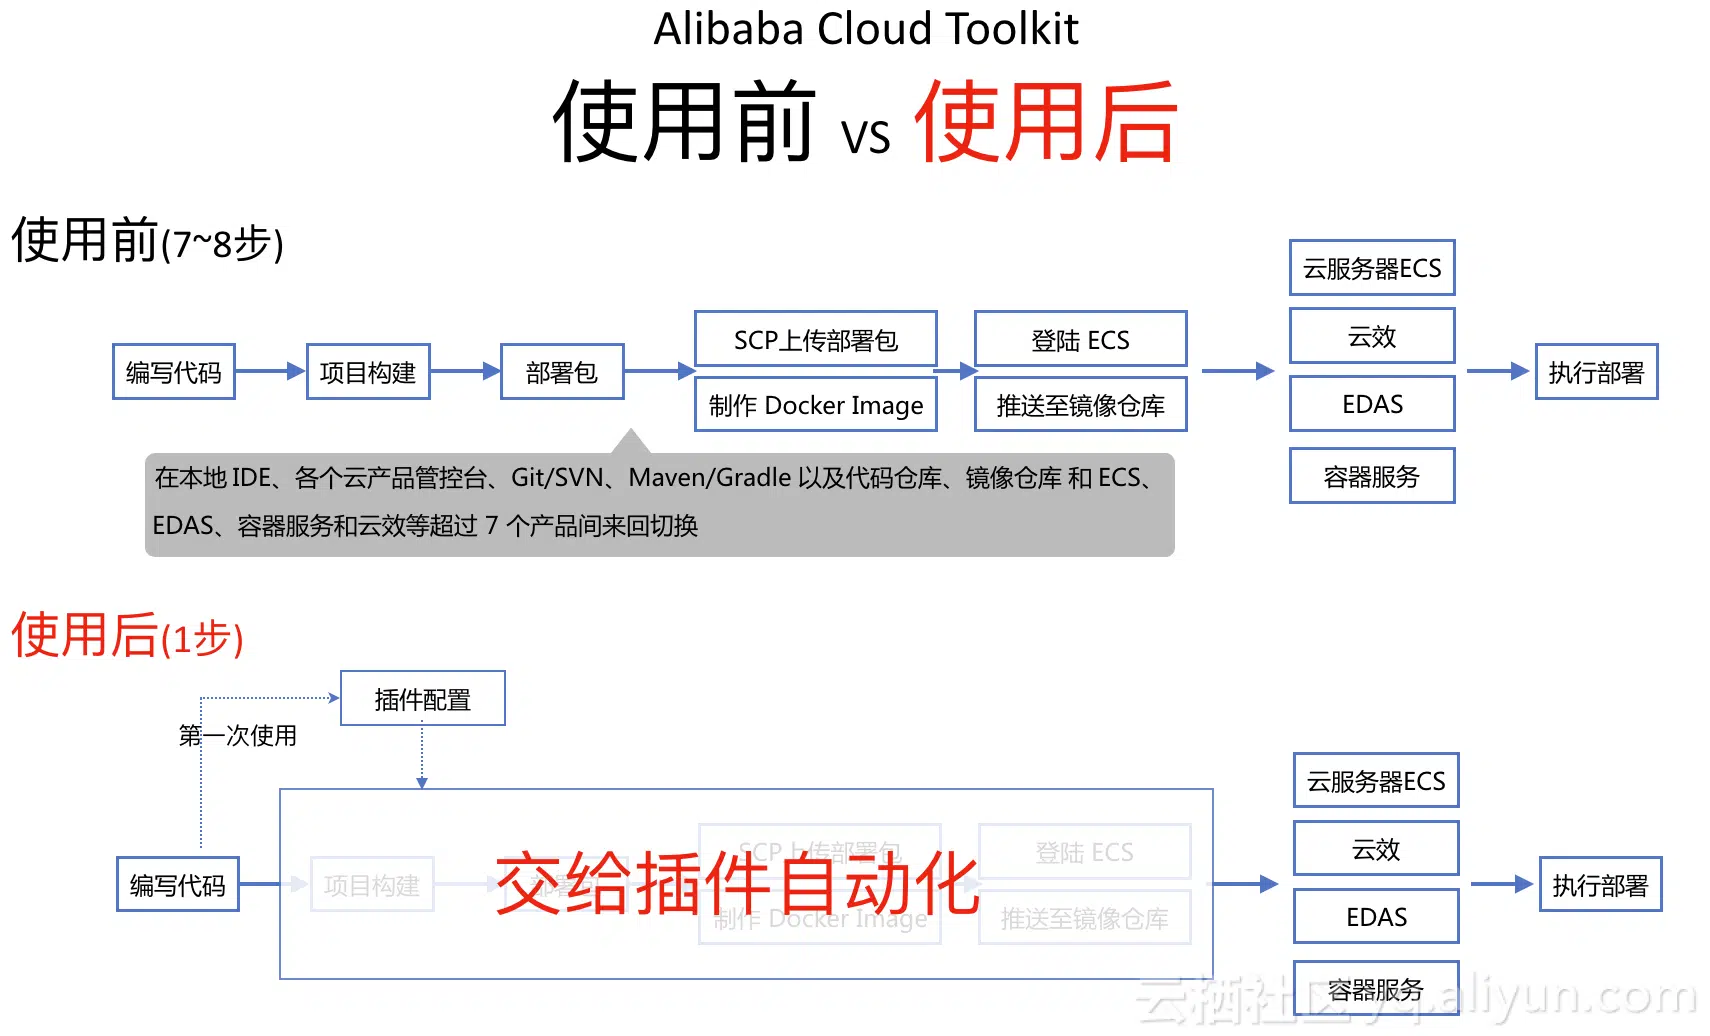 Alibaba Cloud Toolkit
使用前 VS 使用后
使用前(7~8步)
编写代码
项目构建
部署包
SCP上传部署包
制作 Docker Image
登陆 ECS
推送至镜像仓库
云服务器ECS
云效
EDAS
容器服务
执行部署
在本地 IDE、各个云产品管控台、Git/SVN、Maven/Gradle 以及代码仓库、镜像仓库 和 ECS、
EDAS、容器服务和云效等超过 7 个产品间来回切换
使用后(1步)
插件配置
第一次使用
编写代码
项目构建
部署包
SCP上传部署包
制作 Docker Image
交给插件自动化
登陆 ECS
推送至镜像仓库
云服务器ECS
云效
EDAS
容器服务
执行部署
云栖社区 yq.aliyun.com